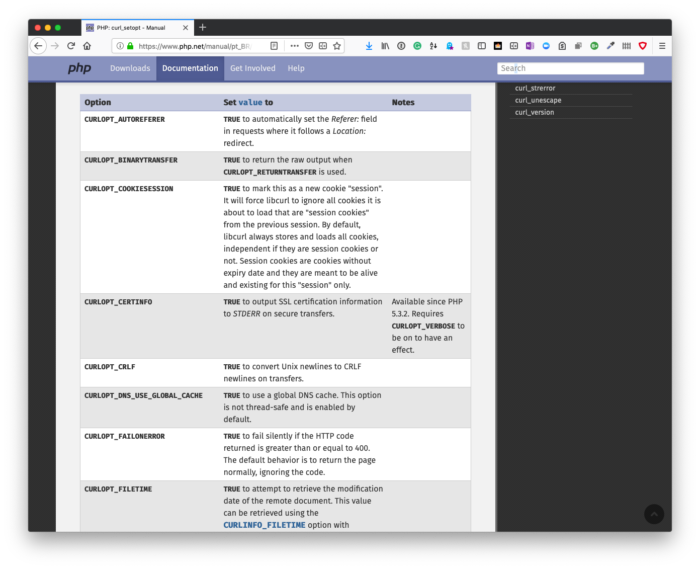 PHP: curl_setopt - Manual
https://www.php.net/manual/pt_BR
php
Downloads Documentation Get Involved Help
Search
curl_strerror
curl_unescape
curl_version
Option Set value to Notes
CURLOPT_AUTOREFERER TRUE to automatically set the Referer: field
in requests where it follows a Location:
redirect.
CURLOPT_BINARYTRANSFER TRUE to return the raw output when
CURLOPT_RETURNTRANSFER is used.
CURLOPT_COOKIESESSION TRUE to mark this as a new cookie "session".
It will force libcurl to ignore all cookies it is
about to load that are "session cookies"
from the previous session. By default,
libcurl always stores and loads all cookies,
independent if they are session cookies or
not. Session cookies are cookies without
expiry date and they are meant to be alive
and existing for this "session" only.
CURLOPT_CERTINFO TRUE to output SSL certification information Available since PHP
to STDERR on secure transfers. 5.3.2. Requires
CURLOPT_VERBOSE to
be on to have an
effect.
CURLOPT_CRLF TRUE to convert Unix newlines to CRLF
newlines on transfers.
CURLOPT_DNS_USE_GLOBAL_CACHE TRUE to use a global DNS cache. This option
is not thread-safe and is enabled by
default.
CURLOPT_FAILONERROR TRUE to fail silently if the HTTP code
returned is greater than or equal to 400.
The default behavior is to return the page
normally, ignoring the code.
CURLOPT_FILETIME TRUE to attempt to retrieve the modification
date of the remote document. This value
can be retrieved using the
CURLINFO_FILETIME option with